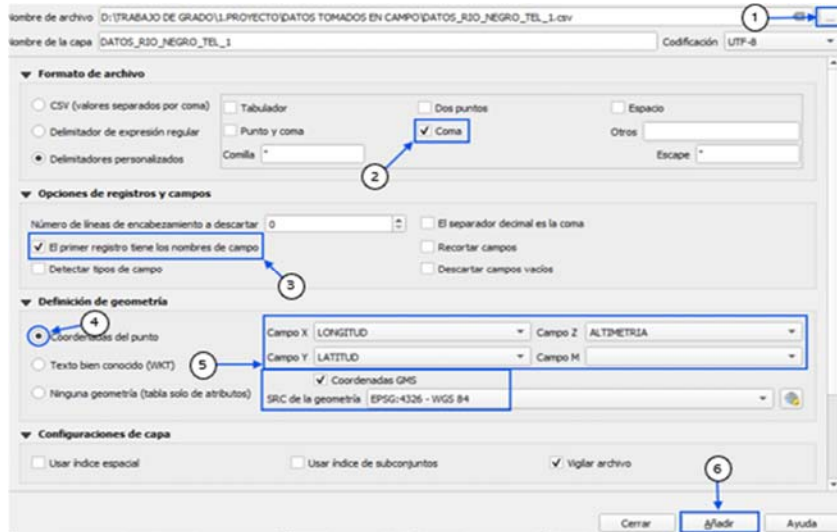 Nombre de archivo D:\TRABAJO DE GRADO\1.PROYECTO\DATOS TOMADOS EN CAMPO\DATOS_RIO_NEGRO_TEL_1.csv ... 1
Nombre de la capa DATOS_RIO_NEGRO_TEL_1 Codificación UTF-8
Formato de archivo
CSV (valores separados por coma) Tabulador Dos puntos Espacio
Delimitador de expresión regular Punto y coma Coma Otros
Delimitadores personalizados Comilla " Escape "
2
Opciones de registros y campos
Número de líneas de encabezamiento a descartar 0 El separador decimal es la coma
El primer registro tiene los nombres de campo Recortar campos
Detectar tipos de campo Descartar campos vacíos
3
Definición de geometría
4
Coordenadas del punto Campo X LONGITUD Campo Z ALTIMETRIA
Texto bien conocido (WKT) 5 Campo Y LATITUD Campo M
Coordenadas GMS
Ninguna geometría (tabla solo de atributos) SRC de la geometría EPSG:4326 - WGS 84
Configuraciones de capa
Usar índice espacial Usar índice de subconjuntos Vigilar archivo
6
Cerrar Añadir Ayuda